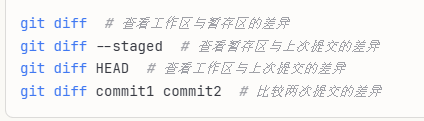 git diff  # 查看工作区与暂存区的差异
git diff --staged  # 查看暂存区与上次提交的差异
git diff HEAD  # 查看工作区与上次提交的差异
git diff commit1 commit2  # 比较两次提交的差异